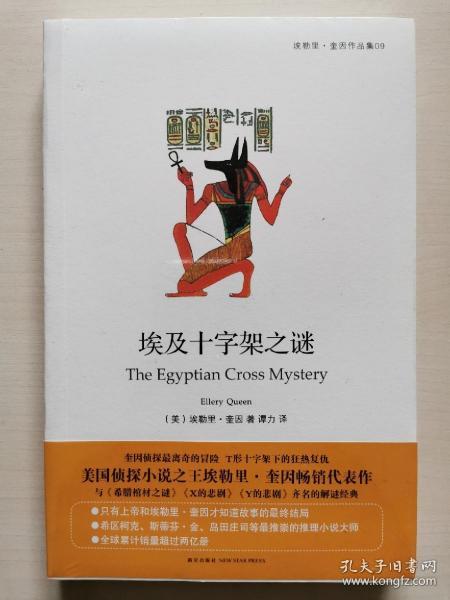 埃勒里·奎因作品集09
埃及十字架之谜
The Egyptian Cross Mystery
Ellery Queen
(美) 埃勒里·奎因 著 谭力 译
奎因侦探最离奇的冒险 T形十字架下的狂热复仇
美国侦探小说之王埃勒里·奎因畅销代表作
与《希腊棺材之谜》《X的悲剧》《Y的悲剧》齐名的解谜经典
●只有上帝和埃勒里·奎因才知道故事的最终结局
●希区柯克、斯蒂芬·金、岛田庄司等最推崇的推理小说大师
●全球累计销量超过两亿册
新星出版社 NEW STAR PRESS
孔夫子旧书网